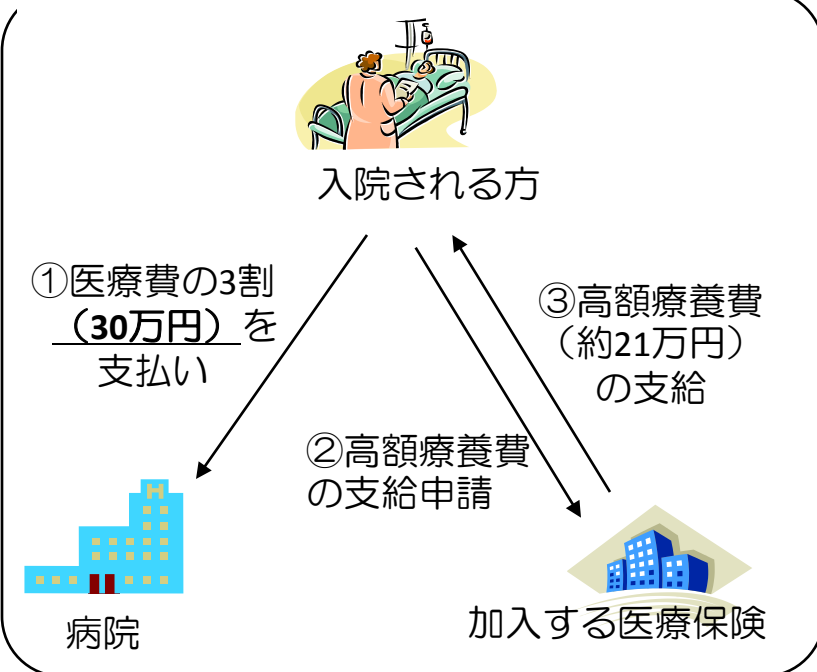 入院される方
①医療費の3割
（30万円）を
支払い
③高額療養費
（約21万円）
の支給
②高額療養費
の支給申請
病院
加入する医療保険
H